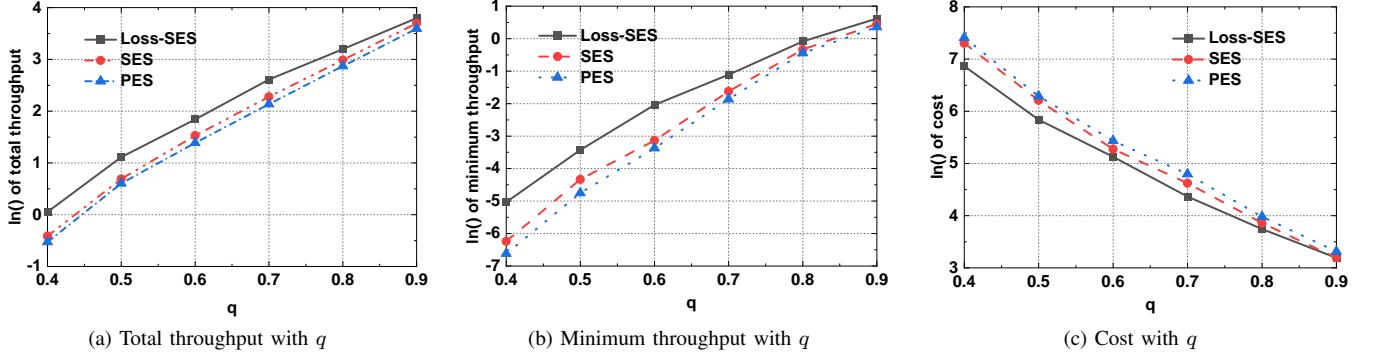 ln() of total throughput
4
3
2
1
0
-1
Loss-SES
SES
PES
0.4 0.5 0.6 0.7 0.8 0.9
q
(a) Total throughput with q
ln() of minimum throughput
1
0
-1
-2
-3
-4
-5
-6
-7
Loss-SES
SES
PES
0.4 0.5 0.6 0.7 0.8 0.9
q
(b) Minimum throughput with q
ln() of cost
8
7
6
5
4
3
Loss-SES
SES
PES
0.4 0.5 0.6 0.7 0.8 0.9
q
(c) Cost with q